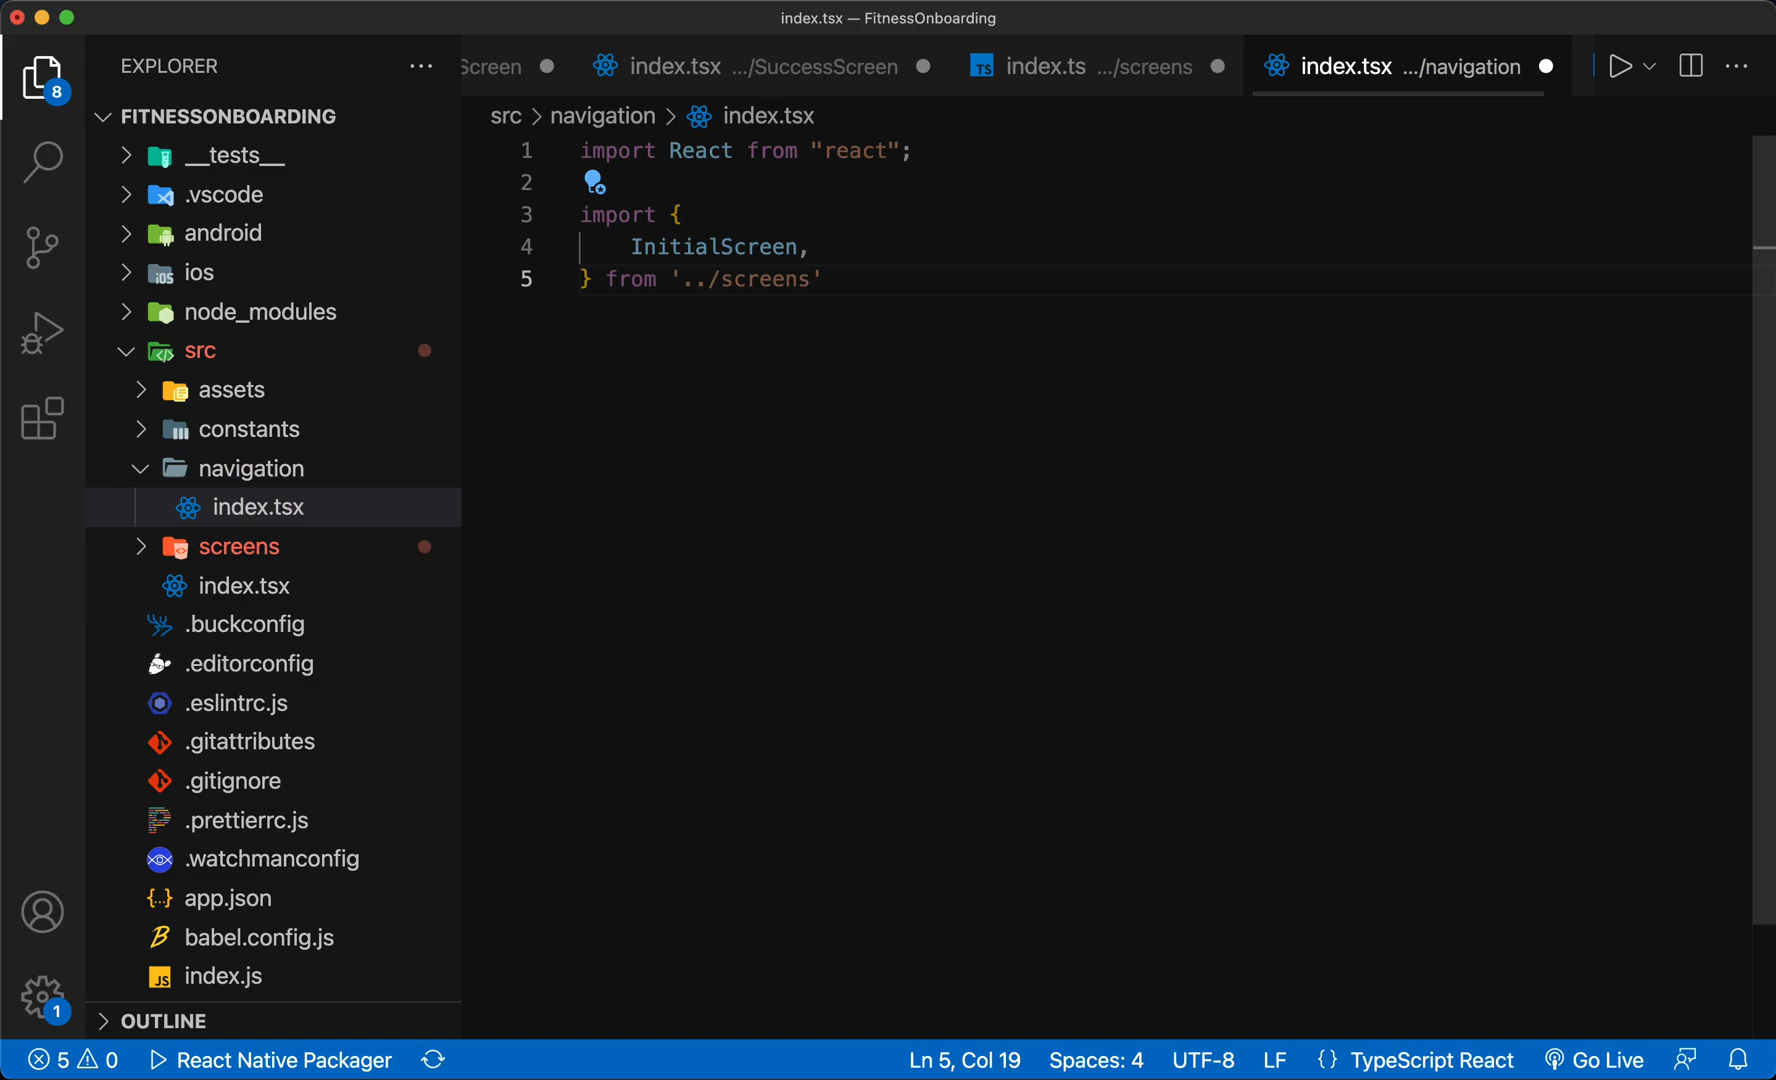 index.tsx — FitnessOnboarding
EXPLORER
Screen
index.tsx .../SuccessScreen
index.ts .../screens
index.tsx .../navigation
8
FITNESSONBOARDING
src > navigation > index.tsx
__tests__
.vscode
android
ios
node_modules
src
assets
constants
navigation
index.tsx
screens
index.tsx
.buckconfig
.editorconfig
.eslintrc.js
.gitattributes
.gitignore
.prettierrc.js
.watchmanconfig
app.json
babel.config.js
index.js
OUTLINE
1
1 import React from "react";
2
3 import {
4 InitialScreen,
5 } from '../screens'
5 0 React Native Packager Ln 5, Col 19 Spaces: 4 UTF-8 LF {} TypeScript React Go Live